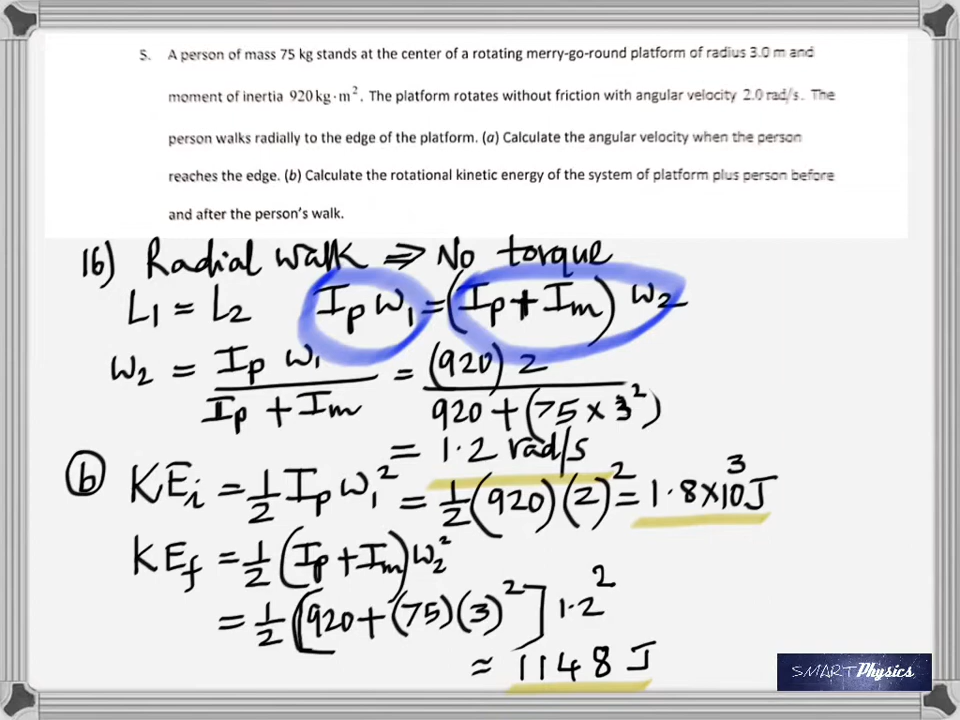 5. A person of mass 75 kg stands at the center of a rotating merry-go-round platform of radius 3.0 m and
moment of inertia 920 kg·m². The platform rotates without friction with angular velocity 2.0 rad/s. The
person walks radially to the edge of the platform. (a) Calculate the angular velocity when the person
reaches the edge. (b) Calculate the rotational kinetic energy of the system of platform plus person before
and after the person's walk.
16) Radial walk ⇒ No torque
L₁ = L₂ Iₚ ω₁ = (Iₚ + Iₘ) ω₂
ω₂ = Iₚ ω₁ / (Iₚ + Iₘ) = (920) 2 / (920 + (75 × 3²))
= 1.2 rad/s
(b) KEᵢ = 1/2 Iₚ ω₁² = 1/2 (920) (2)² = 1.8×10³ J
KE_f = 1/2 (Iₚ + Iₘ) ω₂²
= 1/2 [920 + (75)(3)²] 1.2²
≈ 1148 J
SMART Physics